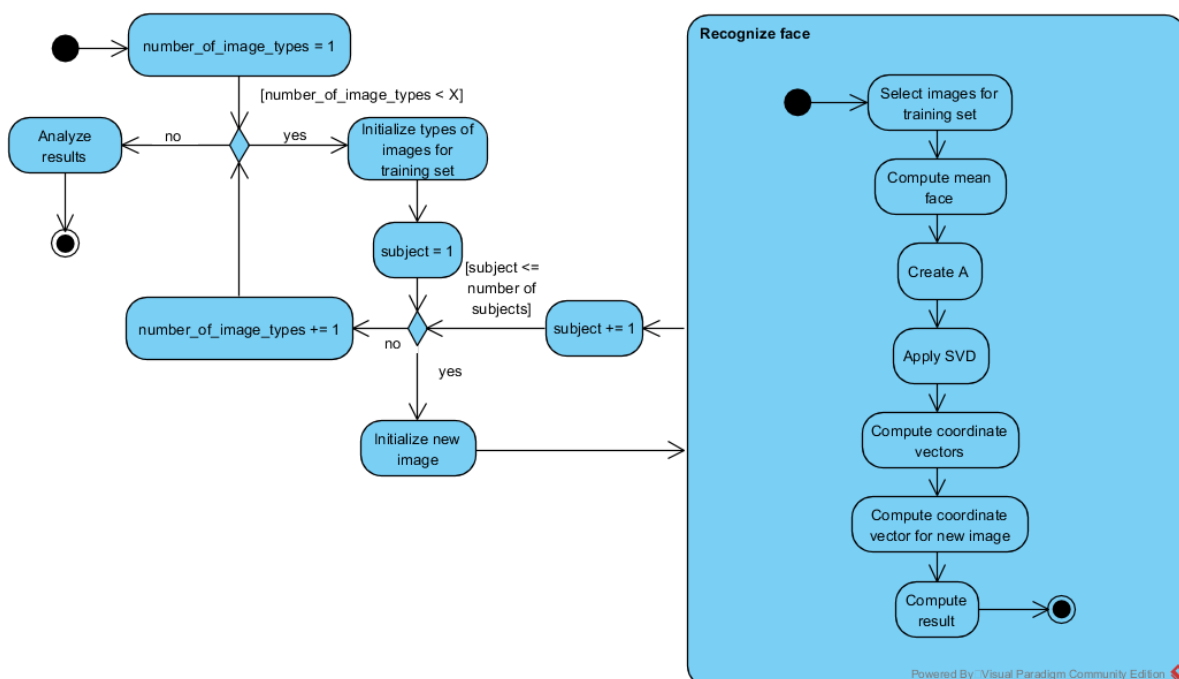 number_of_image_types = 1
[number_of_image_types < X]
Analyze
results
no
yes
Initialize types of
images for
training set
subject = 1
[subject <=
number of
subjects]
number_of_image_types += 1
no
subject += 1
yes
Initialize new
image
Recognize face
Select images for
training set
Compute mean
face
Create A
Apply SVD
Compute coordinate
vectors
Compute coordinate
vector for new image
Compute
result
Powered By Visual Paradigm Community Edition